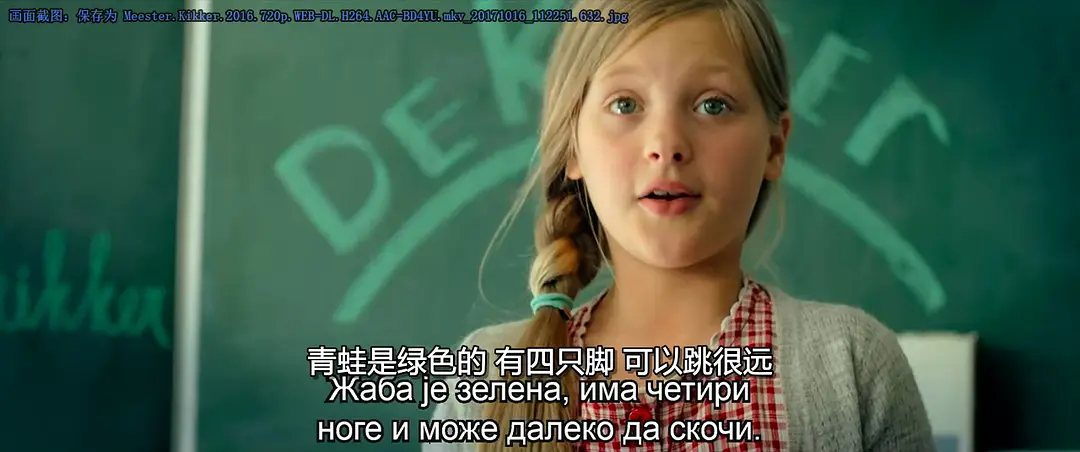 画面截图: 保存为 Meester.Kikker.2016.720p.WEB-DL.H264.AAC-BD4YU.mkv_20171016_112251.632.jpg
DE KIKKER
kikker
青蛙是绿色的 有四只脚 可以跳很远
Жаба је зелена, има четири
ноге и може далеко да скочи.